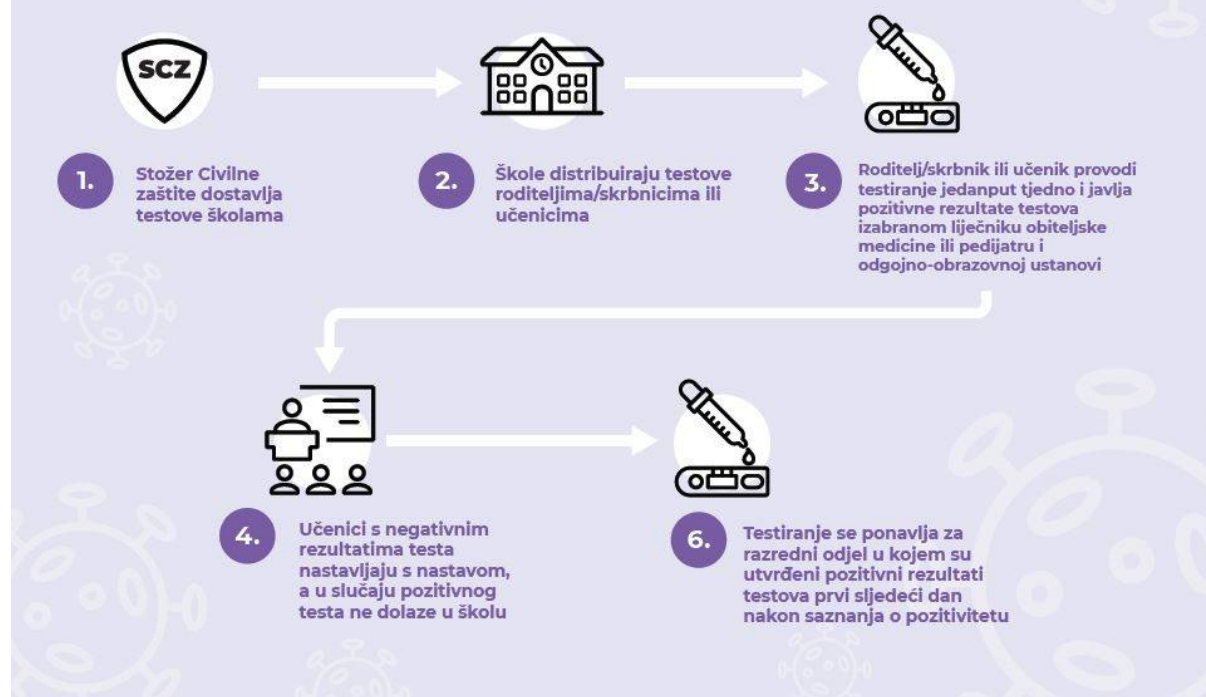 SCZ
1.
Stožer Civilne
zaštite dostavlja
testove školama
2.
Škole distribuiraju testove
roditeljima/skrbnicima ili
učenicima
3.
Roditelj/skrbnik ili učenik provodi
testiranje jedanput tjedno i javlja
pozitivne rezultate testova
izabranom liječniku obiteljske
medicine ili pedijatru i
odgojno-obrazovnoj ustanovi
4.
Učenici s negativnim
rezultatima testa
nastavljaju s nastavom,
a u slučaju pozitivnog
testa ne dolaze u školu
6.
Testiranje se ponavlja za
razredni odjel u kojem su
utvrđeni pozitivni rezultati
testova prvi sljedeći dan
nakon saznanja o pozitivitetu